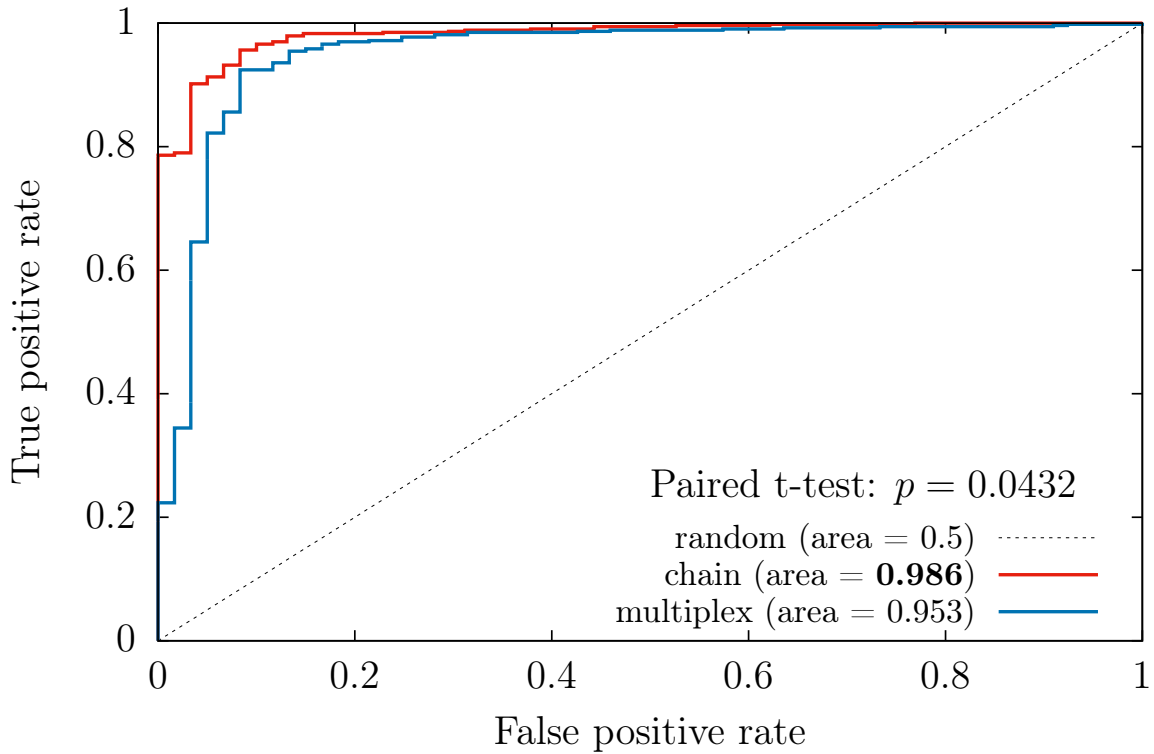 1
0.8
0.6
0.4
0.2
0
True positive rate
Paired t-test: p = 0.0432
random (area = 0.5)
chain (area = 0.986)
multiplex (area = 0.953)
0 0.2 0.4 0.6 0.8 1
False positive rate